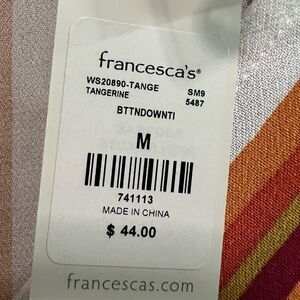 francesca's®
WS20890-TANGE SM9
TANGERINE 5487
BTTNDOWNTI
M
741113
MADE IN CHINA
$ 44.00
francescas.com